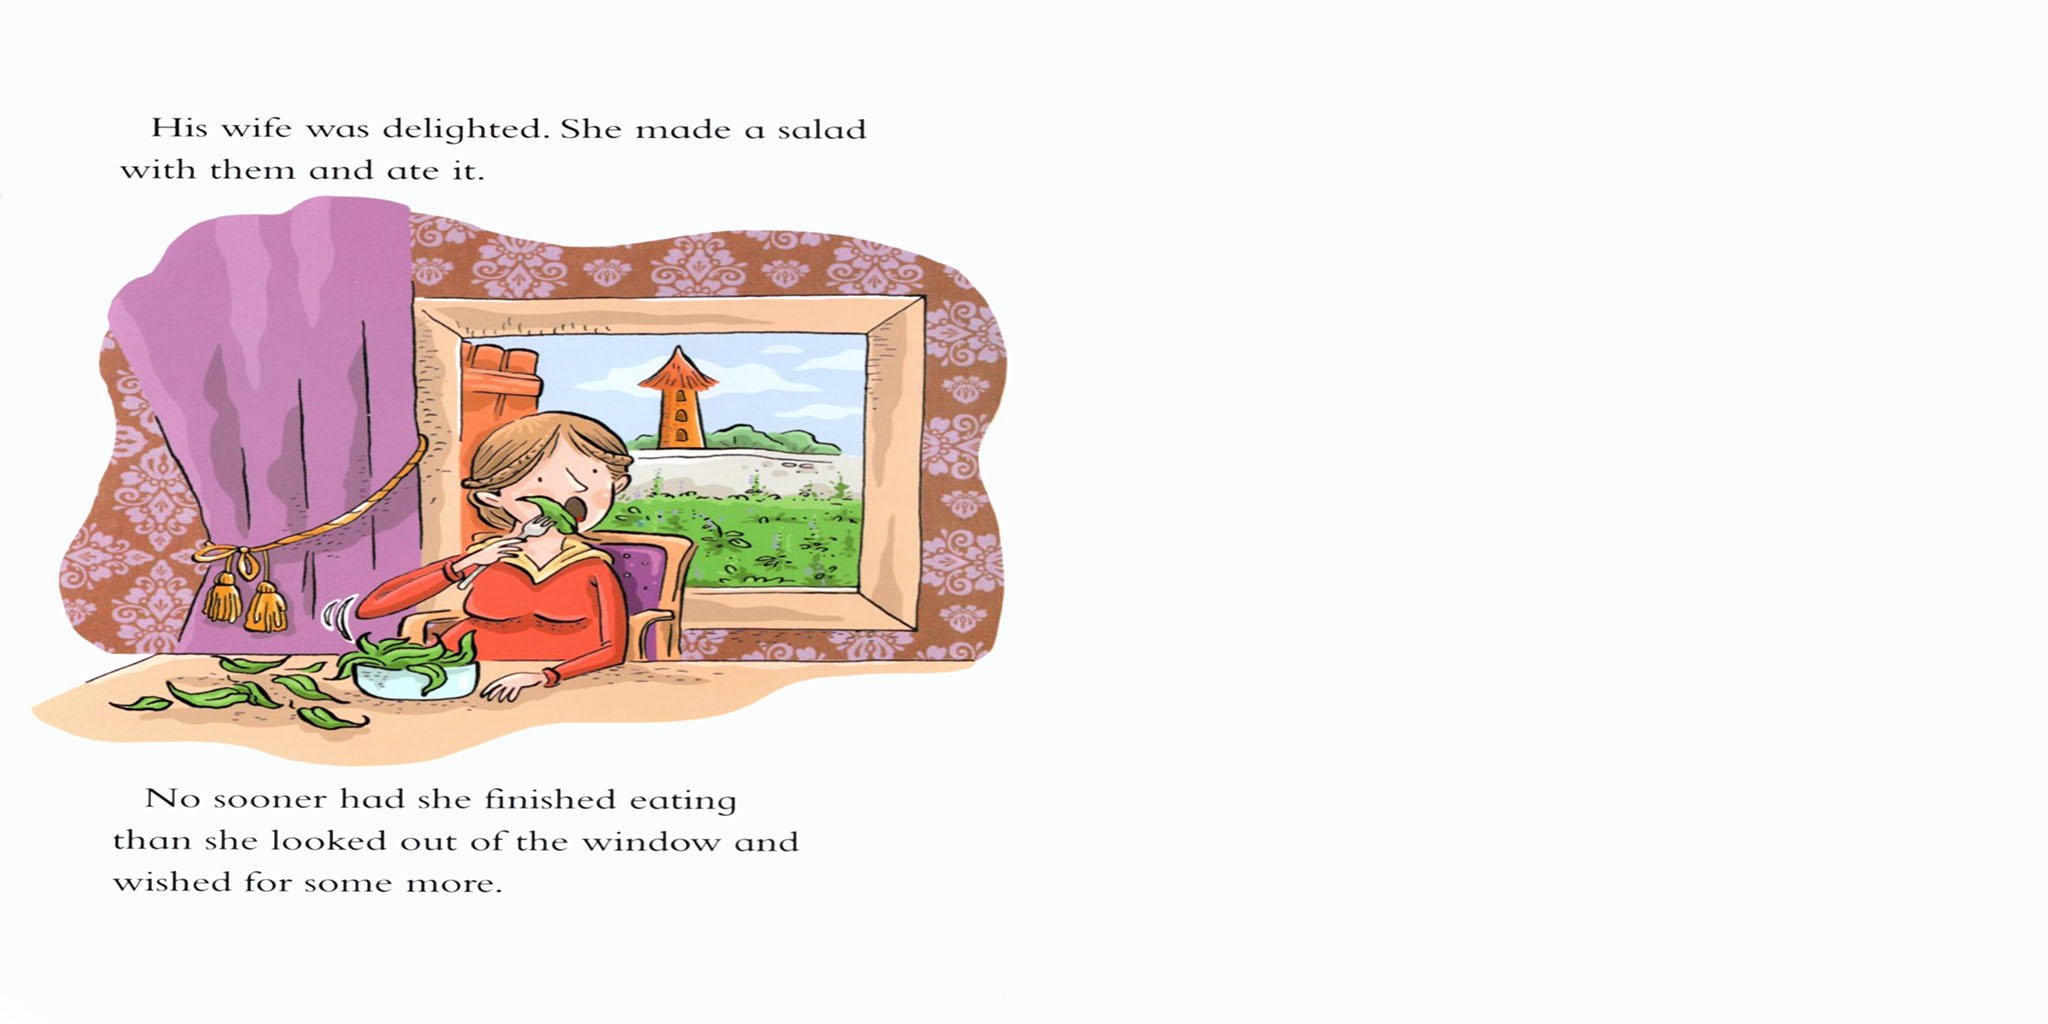 His wife was delighted. She made a salad
with them and ate it.
No sooner had she finished eating
than she looked out of the window and
wished for some more.